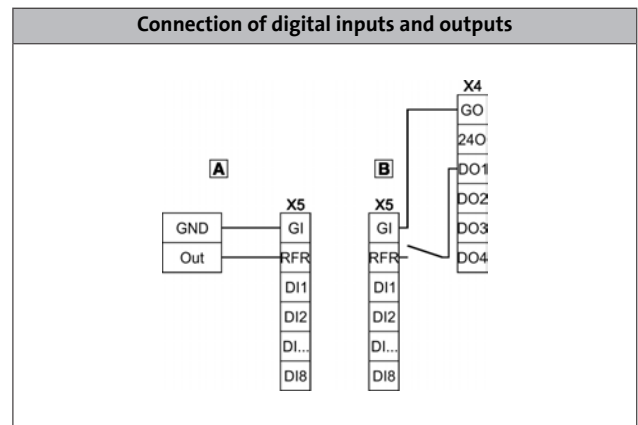 Connection of digital inputs and outputs
X4
GO
24O
DO1
DO2
DO3
DO4
A
GND
Out
X5
GI
RFR
DI1
DI2
DI...
DI8
B
X5
GI
RFR
DI1
DI2
DI...
DI8